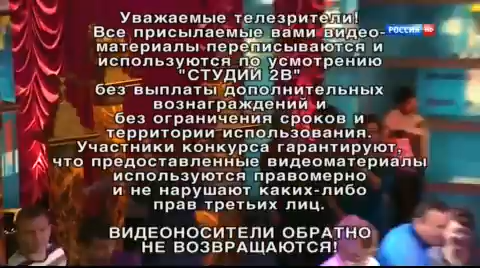 Уважаемые телезрители!
РОССИЯ HD
Все присылаемые вами видео-
материалы переписываются и
используются по усмотрению
"СТУДИИ 2В"
без выплаты дополнительных
вознаграждений и
без ограничения сроков и
территории использования.
Участники конкурса гарантируют,
что предоставленные видеоматериалы
используются правомерно
и не нарушают каких-либо
прав третьих лиц.
ВИДЕОНОСИТЕЛИ ОБРАТНО
НЕ ВОЗВРАЩАЮТСЯ!